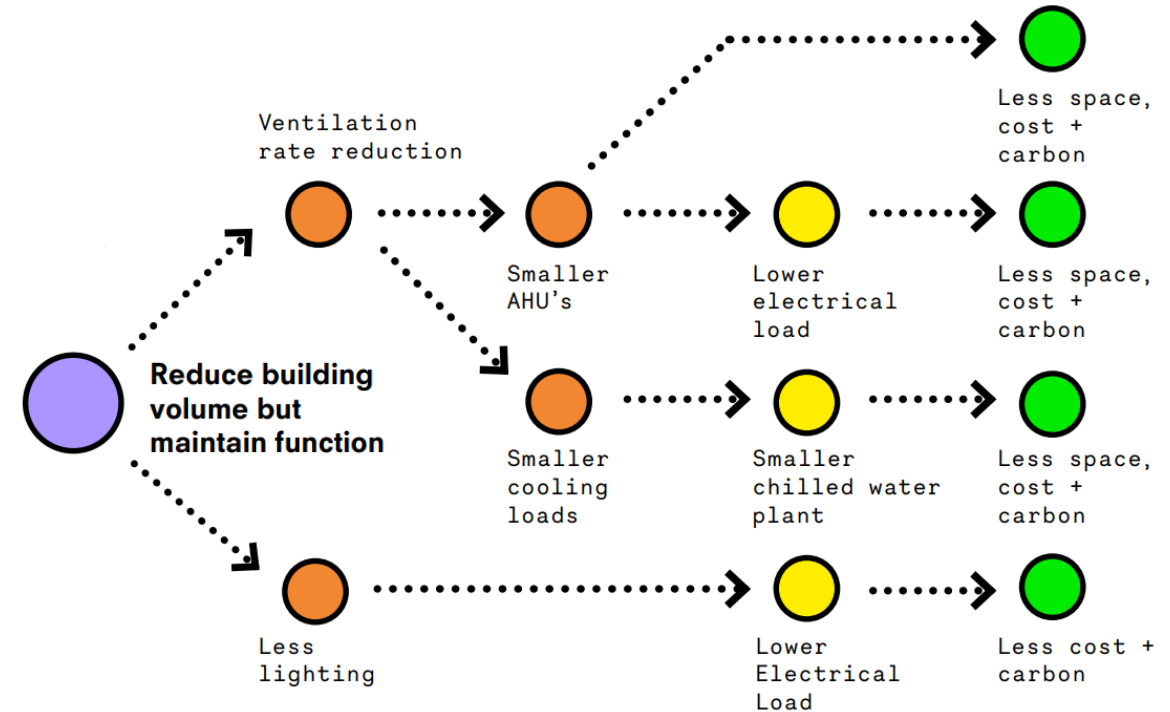 Less space,
cost +
carbon
Ventilation
rate reduction
Smaller
AHU’s
Lower
electrical
load
Less space,
cost +
carbon
Reduce building
volume but
maintain function
Smaller
cooling
loads
Smaller
chilled water
plant
Less space,
cost +
carbon
Less
lighting
Lower
Electrical
Load
Less cost +
carbon